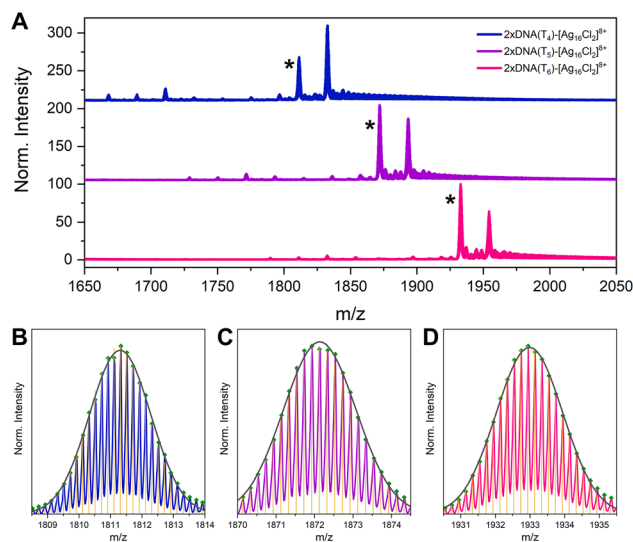 A
2xDNA(T₄)-[Ag₁₆Cl₂]⁸⁺
2xDNA(T₅)-[Ag₁₆Cl₂]⁸⁺
2xDNA(T₆)-[Ag₁₆Cl₂]⁸⁺
Norm. Intensity
300
250
200
150
100
50
0
*
*
*
1650 1700 1750 1800 1850 1900 1950 2000 2050
m/z
B
Norm. Intensity
1809 1810 1811 1812 1813 1814
m/z
C
Norm. Intensity
1870 1871 1872 1873 1874
m/z
D
Norm. Intensity
1931 1932 1933 1934 1935
m/z